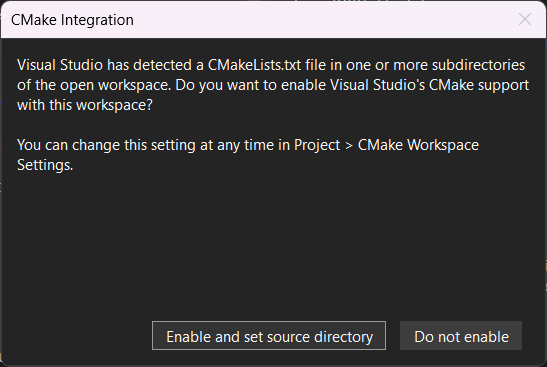 CMake Integration
Visual Studio has detected a CMakeLists.txt file in one or more subdirectories
of the open workspace. Do you want to enable Visual Studio's CMake support
with this workspace?
You can change this setting at any time in Project > CMake Workspace
Settings.
Enable and set source directory
Do not enable